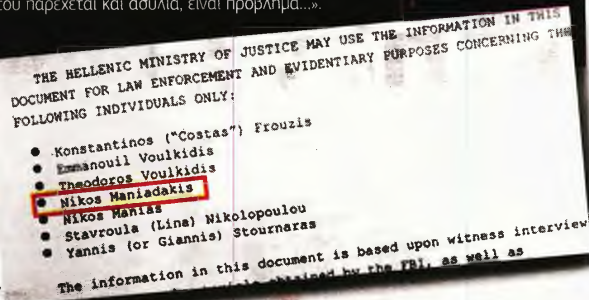 του παρέχεται και ασυλία, είναι πρόβλημα...».
THE HELLENIC MINISTRY OF JUSTICE MAY USE THE INFORMATION IN THIS
DOCUMENT FOR LAW ENFORCEMENT AND EVIDENTIARY PURPOSES CONCERNING THE
FOLLOWING INDIVIDUALS ONLY:
● Konstantinos ("Costas") Frouzis
● Emmanouil Voulkidis
● Theodoros Voulkidis
● Nikos Maniadakis
● Nikos Manias
● Stavroula (Lina) Nikolopoulou
● Yannis (or Giannis) Stournaras
The information in this document is based upon witness interview
obtained by the FBI, as well as